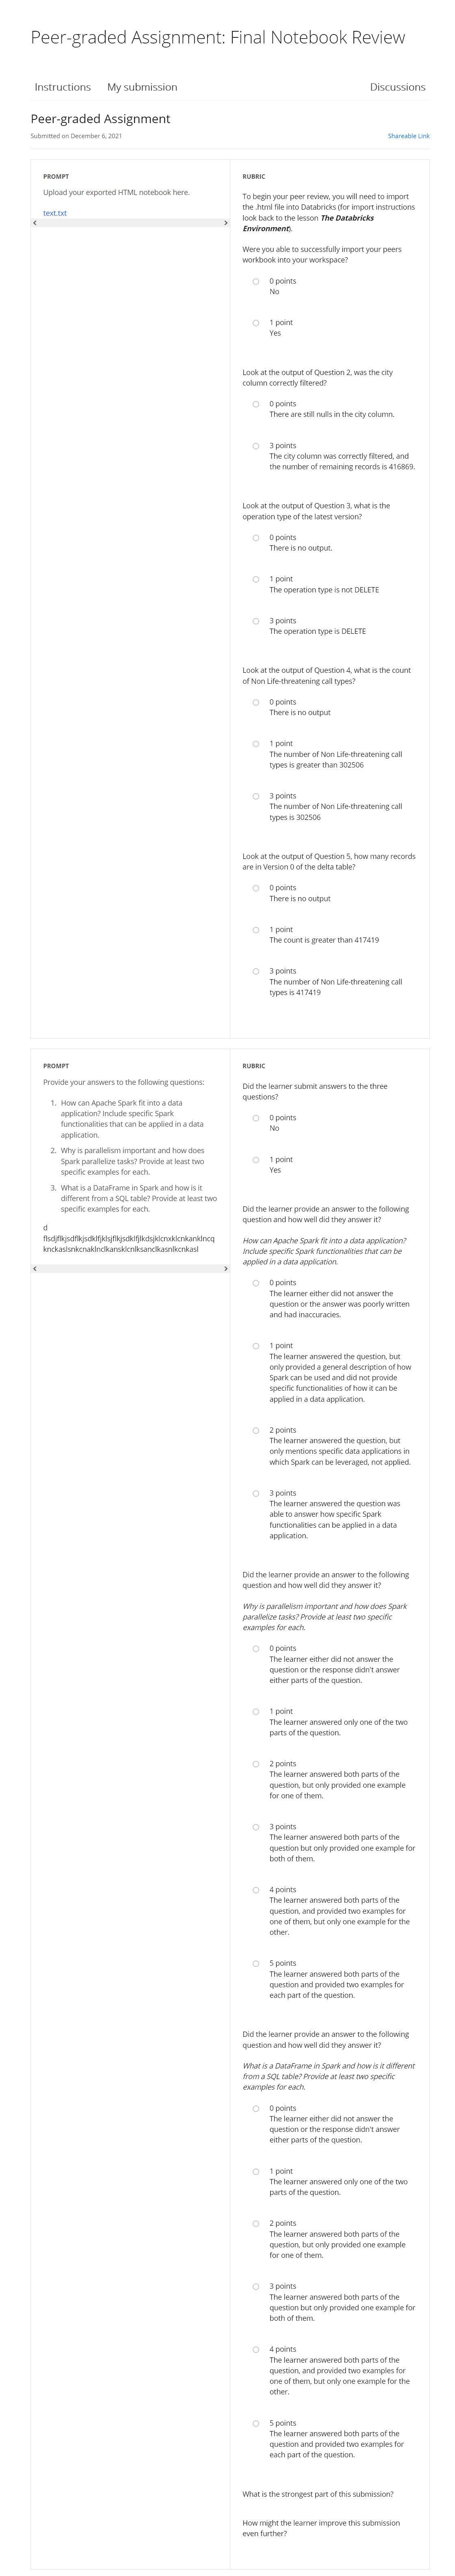 Peer-graded Assignment: Final Notebook Review
Instructions My submission Discussions
Peer-graded Assignment
Submitted on December 6, 2021 Shareable Link
PROMPT
Upload your exported HTML notebook here.
text.txt
RUBRIC
To begin your peer review, you will need to import
the .html file into Databricks (for import instructions
look back to the lesson The Databricks
Environment).
Were you able to successfully import your peers
workbook into your workspace?
0 points
No
1 point
Yes
Look at the output of Question 2, was the city
column correctly filtered?
0 points
There are still nulls in the city column.
3 points
The city column was correctly filtered, and
the number of remaining records is 416869.
Look at the output of Question 3, what is the
operation type of the latest version?
0 points
There is no output.
1 point
The operation type is not DELETE
3 points
The operation type is DELETE
Look at the output of Question 4, what is the count
of Non Life-threatening call types?
0 points
There is no output
1 point
The number of Non Life-threatening call
types is greater than 302506
3 points
The number of Non Life-threatening call
types is 302506
Look at the output of Question 5, how many records
are in Version 0 of the delta table?
0 points
There is no output
1 point
The count is greater than 417419
3 points
The number of Non Life-threatening call
types is 417419
PROMPT
Provide your answers to the following questions:
1. How can Apache Spark fit into a data
application? Include specific Spark
functionalities that can be applied in a data
application.
2. Why is parallelism important and how does
Spark parallelize tasks? Provide at least two
specific examples for each.
3. What is a DataFrame in Spark and how is it
different from a SQL table? Provide at least two
specific examples for each.
d
flsdjflkjsdflkjsdklfjklsjflkjsdklfjlkdsjklcnxklcnkanklncq
knckaslsnkcnaklnclkansklcnlksanclkasnlkcnkasl
RUBRIC
Did the learner submit answers to the three
questions?
0 points
No
1 point
Yes
Did the learner provide an answer to the following
question and how well did they answer it?
How can Apache Spark fit into a data application?
Include specific Spark functionalities that can be
applied in a data application.
0 points
The learner either did not answer the
question or the answer was poorly written
and had inaccuracies.
1 point
The learner answered the question, but
only provided a general description of how
Spark can be used and did not provide
specific functionalities of how it can be
applied in a data application.
2 points
The learner answered the question, but
only mentions specific data applications in
which Spark can be leveraged, not applied.
3 points
The learner answered the question was
able to answer how specific Spark
functionalities can be applied in a data
application.
Did the learner provide an answer to the following
question and how well did they answer it?
Why is parallelism important and how does Spark
parallelize tasks? Provide at least two specific
examples for each.
0 points
The learner either did not answer the
question or the response didn't answer
either parts of the question.
1 point
The learner answered only one of the two
parts of the question.
2 points
The learner answered both parts of the
question, but only provided one example
for one of them.
3 points
The learner answered both parts of the
question but only provided one example for
both of them.
4 points
The learner answered both parts of the
question, and provided two examples for
one of them, but only one example for the
other.
5 points
The learner answered both parts of the
question and provided two examples for
each part of the question.
Did the learner provide an answer to the following
question and how well did they answer it?
What is a DataFrame in Spark and how is it different
from a SQL table? Provide at least two specific
examples for each.
0 points
The learner either did not answer the
question or the response didn't answer
either parts of the question.
1 point
The learner answered only one of the two
parts of the question.
2 points
The learner answered both parts of the
question, but only provided one example
for one of them.
3 points
The learner answered both parts of the
question but only provided one example for
both of them.
4 points
The learner answered both parts of the
question, and provided two examples for
one of them, but only one example for the
other.
5 points
The learner answered both parts of the
question and provided two examples for
each part of the question.
What is the strongest part of this submission?
How might the learner improve this submission
even further?